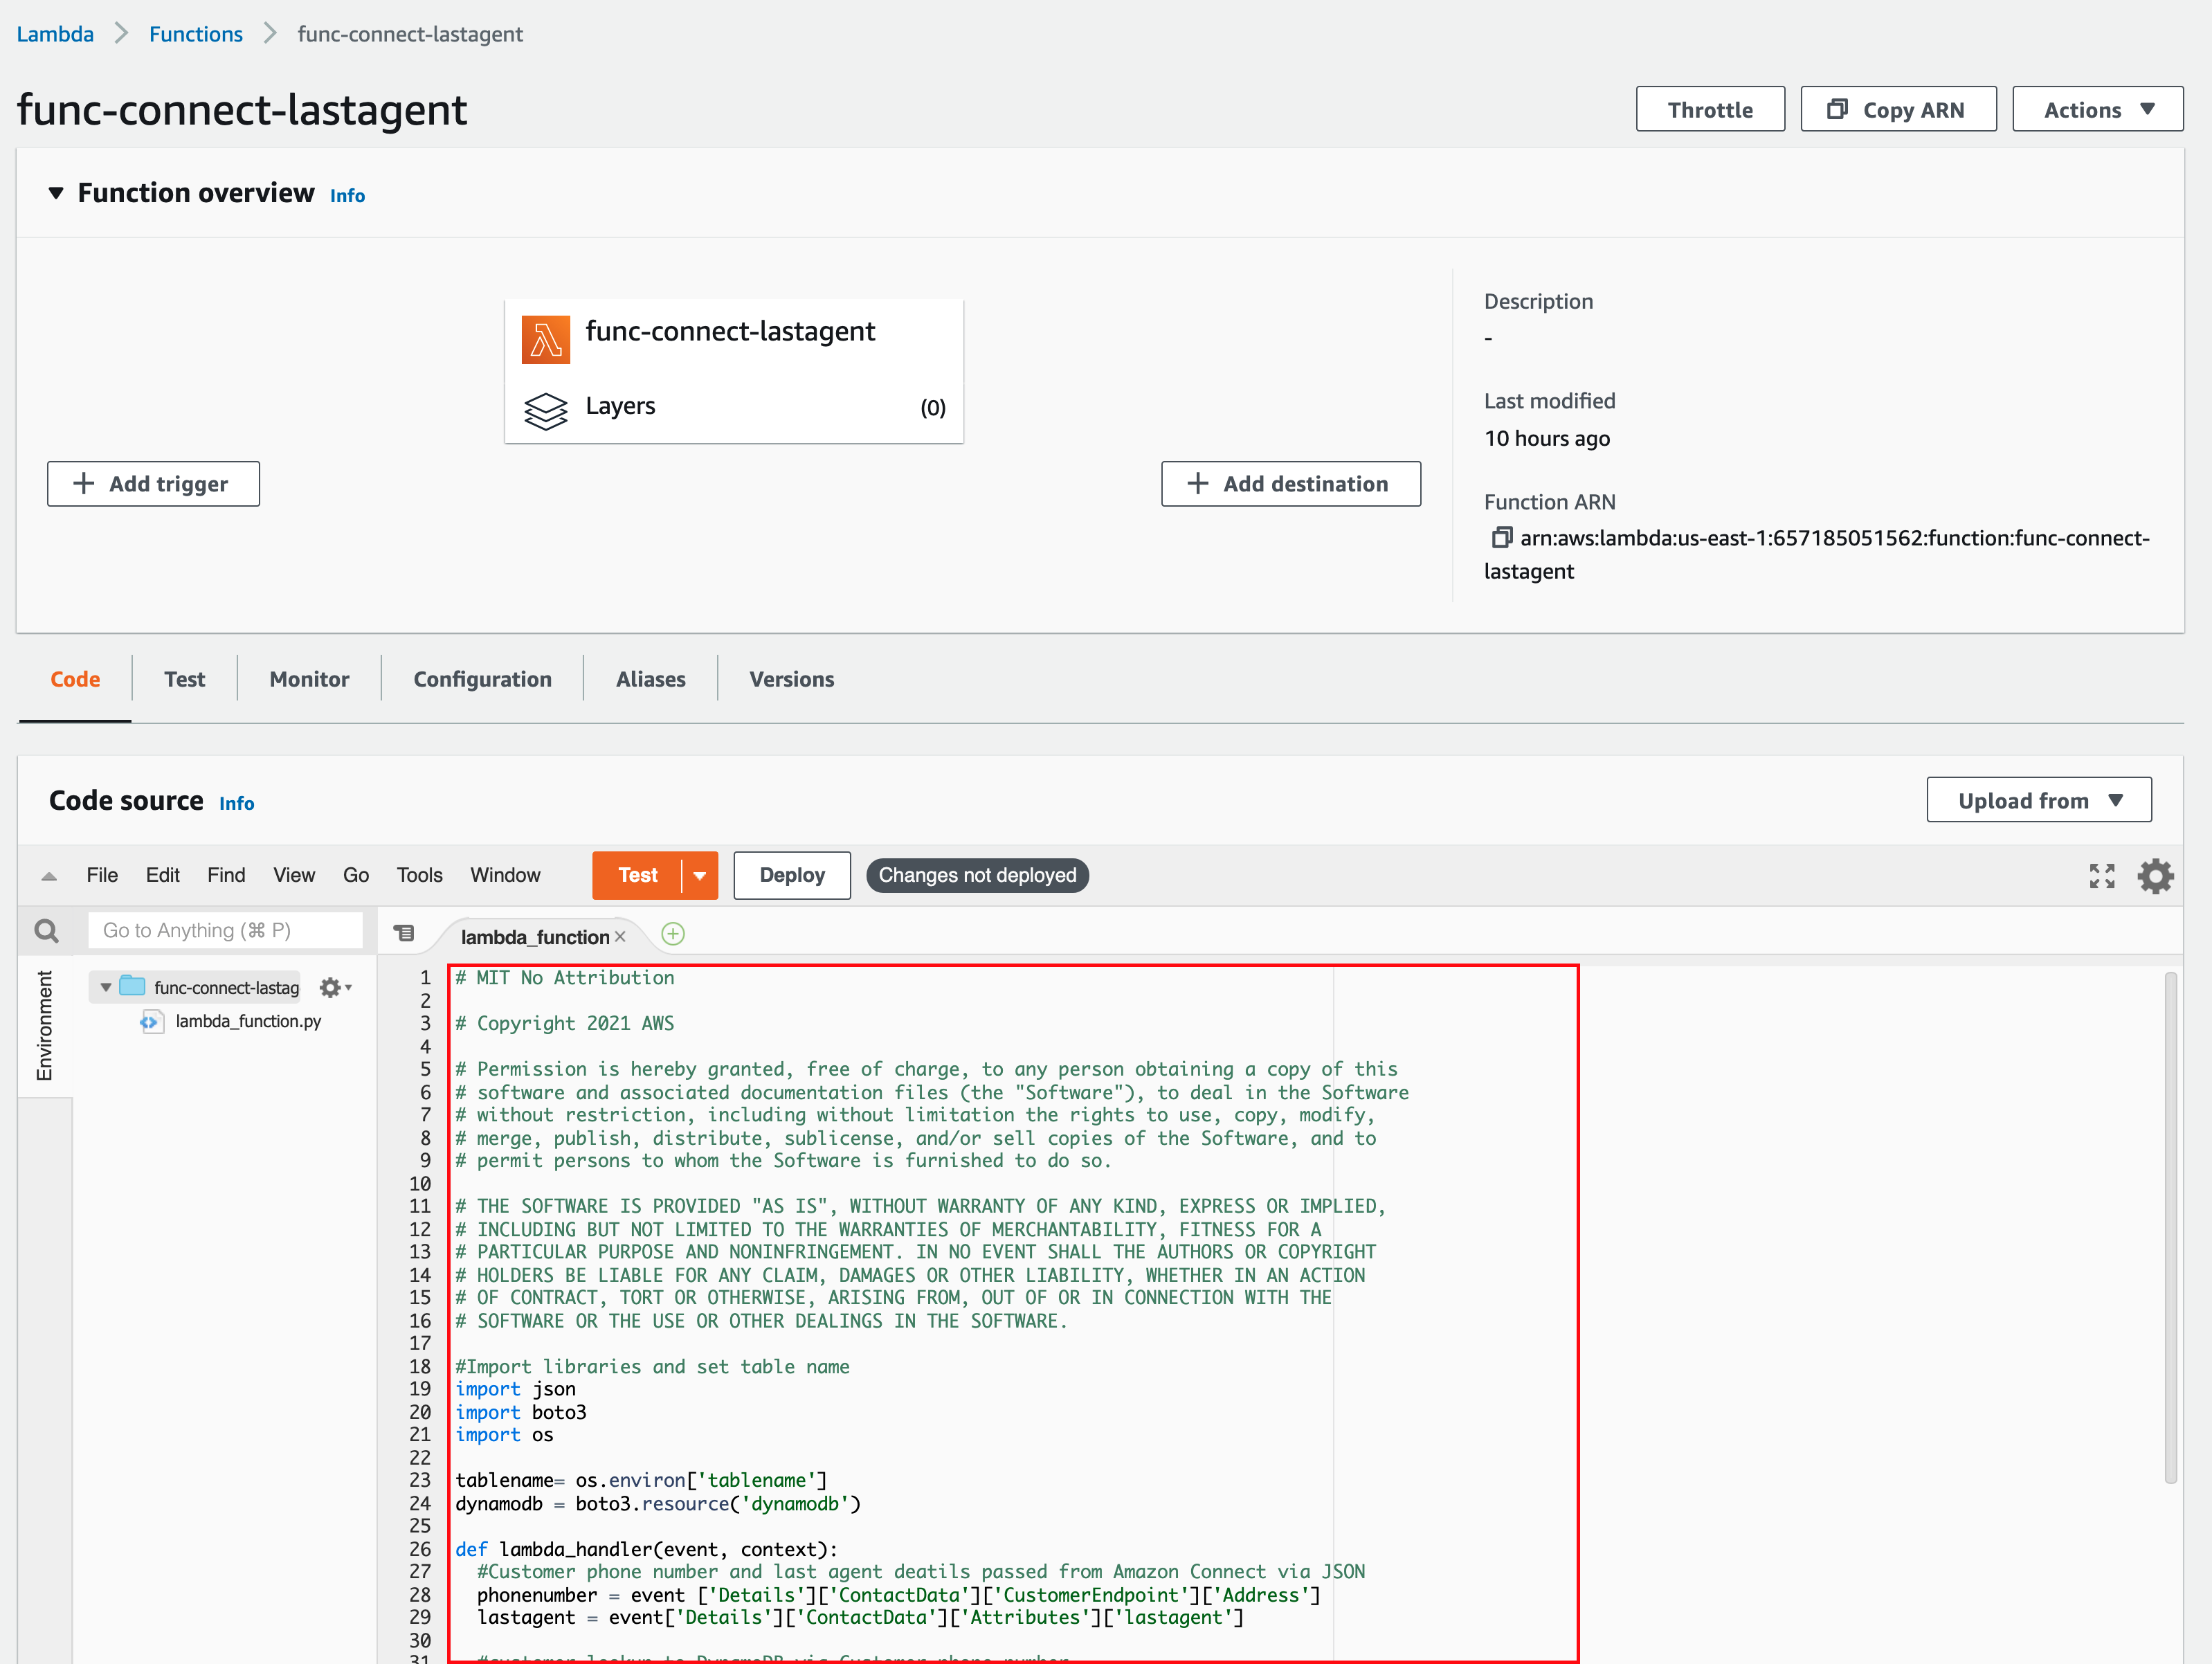 Lambda > Functions > func-connect-lastagent
func-connect-lastagent
Throttle
Copy ARN
Actions
Function overview Info
func-connect-lastagent
Layers (0)
Add trigger
Add destination
Description
-
Last modified
10 hours ago
Function ARN
arn:aws:lambda:us-east-1:657185051562:function:func-connect-
lastagent
Code Test Monitor Configuration Aliases Versions
Code source Info
Upload from
File Edit Find View Go Tools Window Test Deploy Changes not deployed
Go to Anything (⌘ P)
lambda_function
Environment
func-connect-lastag
lambda_function.py
1 # MIT No Attribution
2
3 # Copyright 2021 AWS
4
5 # Permission is hereby granted, free of charge, to any person obtaining a copy of this
6 # software and associated documentation files (the "Software"), to deal in the Software
7 # without restriction, including without limitation the rights to use, copy, modify,
8 # merge, publish, distribute, sublicense, and/or sell copies of the Software, and to
9 # permit persons to whom the Software is furnished to do so.
10
11 # THE SOFTWARE IS PROVIDED "AS IS", WITHOUT WARRANTY OF ANY KIND, EXPRESS OR IMPLIED,
12 # INCLUDING BUT NOT LIMITED TO THE WARRANTIES OF MERCHANTABILITY, FITNESS FOR A
13 # PARTICULAR PURPOSE AND NONINFRINGEMENT. IN NO EVENT SHALL THE AUTHORS OR COPYRIGHT
14 # HOLDERS BE LIABLE FOR ANY CLAIM, DAMAGES OR OTHER LIABILITY, WHETHER IN AN ACTION
15 # OF CONTRACT, TORT OR OTHERWISE, ARISING FROM, OUT OF OR IN CONNECTION WITH THE
16 # SOFTWARE OR THE USE OR OTHER DEALINGS IN THE SOFTWARE.
17
18 #Import libraries and set table name
19 import json
20 import boto3
21 import os
22
23 tablename= os.environ['tablename']
24 dynamodb = boto3.resource('dynamodb')
25
26 def lambda_handler(event, context):
27 #Customer phone number and last agent deatils passed from Amazon Connect via JSON
28 phonenumber = event ['Details']['ContactData']['CustomerEndpoint']['Address']
29 lastagent = event['Details']['ContactData']['Attributes']['lastagent']
30
31 #customer lookup to DynamoDB via Customer phone number